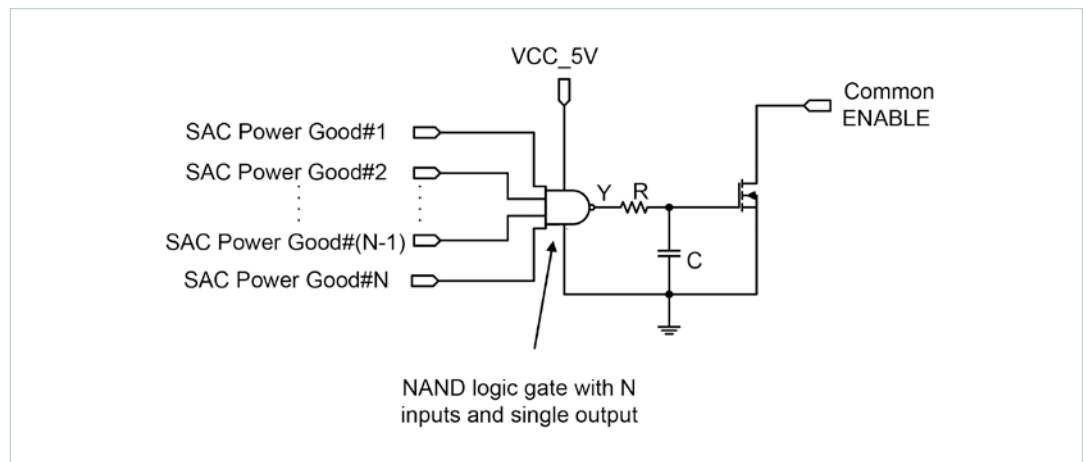 VCC_5V
Common
ENABLE
SAC Power Good#1
SAC Power Good#2
Y
R
SAC Power Good#(N-1)
SAC Power Good#N
C
NAND logic gate with N
inputs and single output